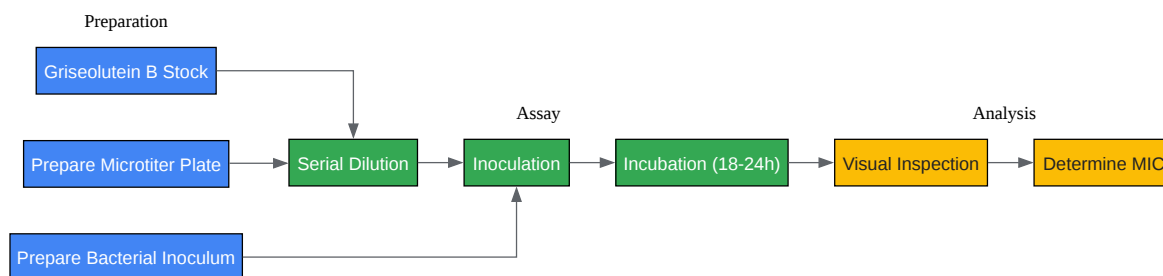 Preparation
Griseolutein B Stock
Assay
Analysis
Prepare Microtiter Plate
Serial Dilution
Inoculation
Incubation (18-24h)
Visual Inspection
Determine MIC
Prepare Bacterial Inoculum